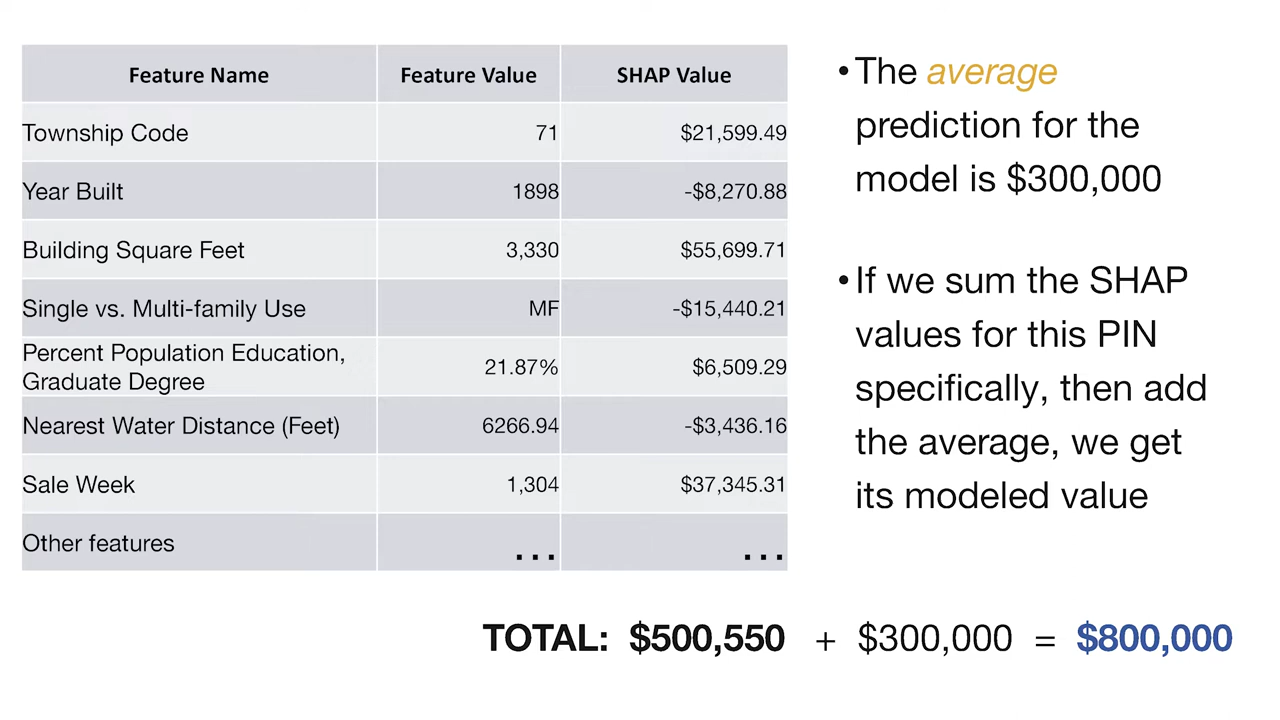 Feature Name Feature Value SHAP Value
Township Code 71 $21,599.49
Year Built 1898 -$8,270.88
Building Square Feet 3,330 $55,699.71
Single vs. Multi-family Use MF -$15,440.21
Percent Population Education,
Graduate Degree 21.87% $6,509.29
Nearest Water Distance (Feet) 6266.94 -$3,436.16
Sale Week 1,304 $37,345.31
Other features ... ...
•The average
prediction for the
model is $300,000
•If we sum the SHAP
values for this PIN
specifically, then add
the average, we get
its modeled value
TOTAL: $500,550 + $300,000 = $800,000